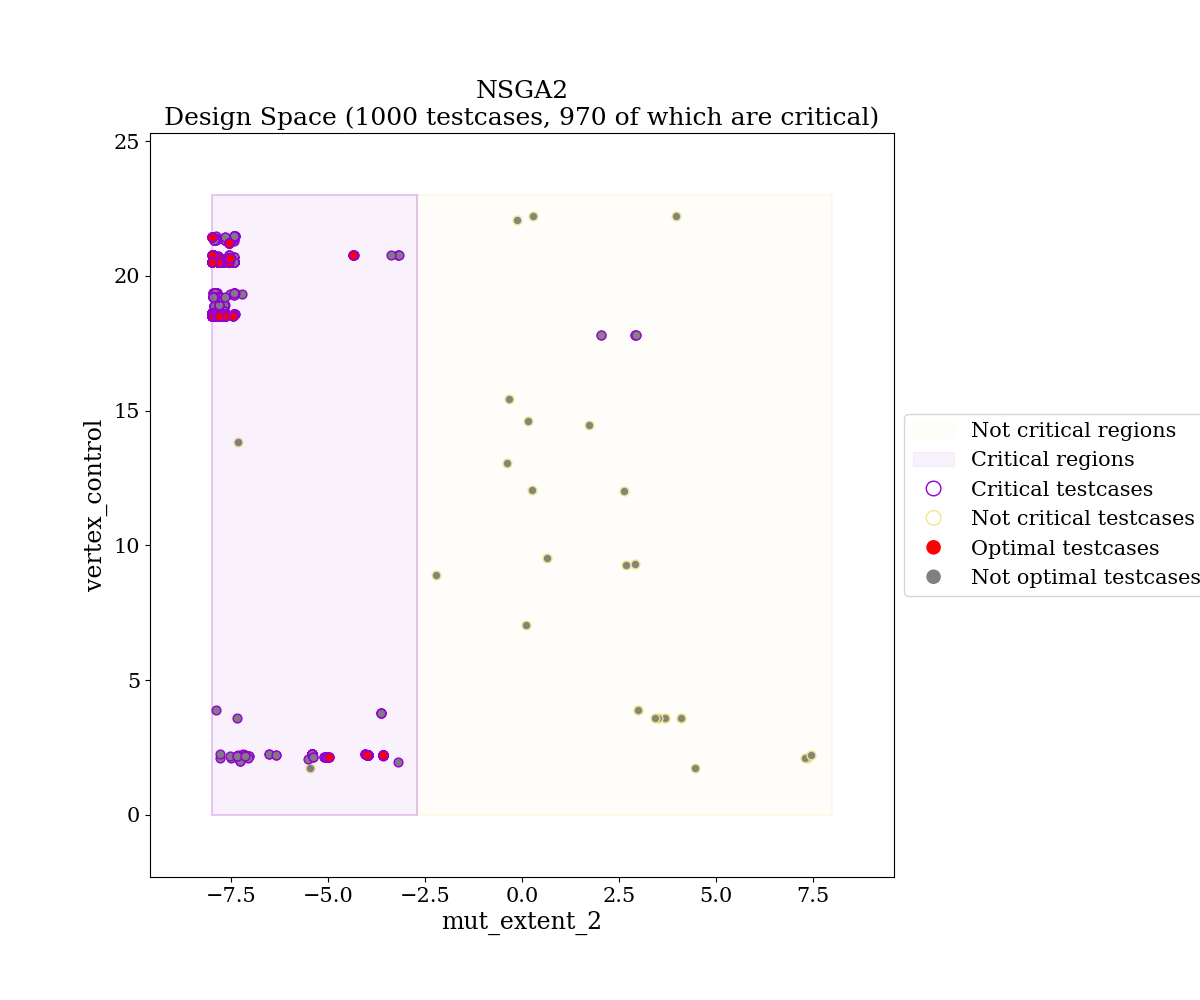 NSGA2
Design Space (1000 testcases, 970 of which are critical)
25
20
15
10
5
0
vertex_control
−7.5
−5.0
−2.5
0.0
2.5
5.0
7.5
mut_extent_2
Not critical regions
Critical regions
Critical testcases
Not critical testcases
Optimal testcases
Not optimal testcases